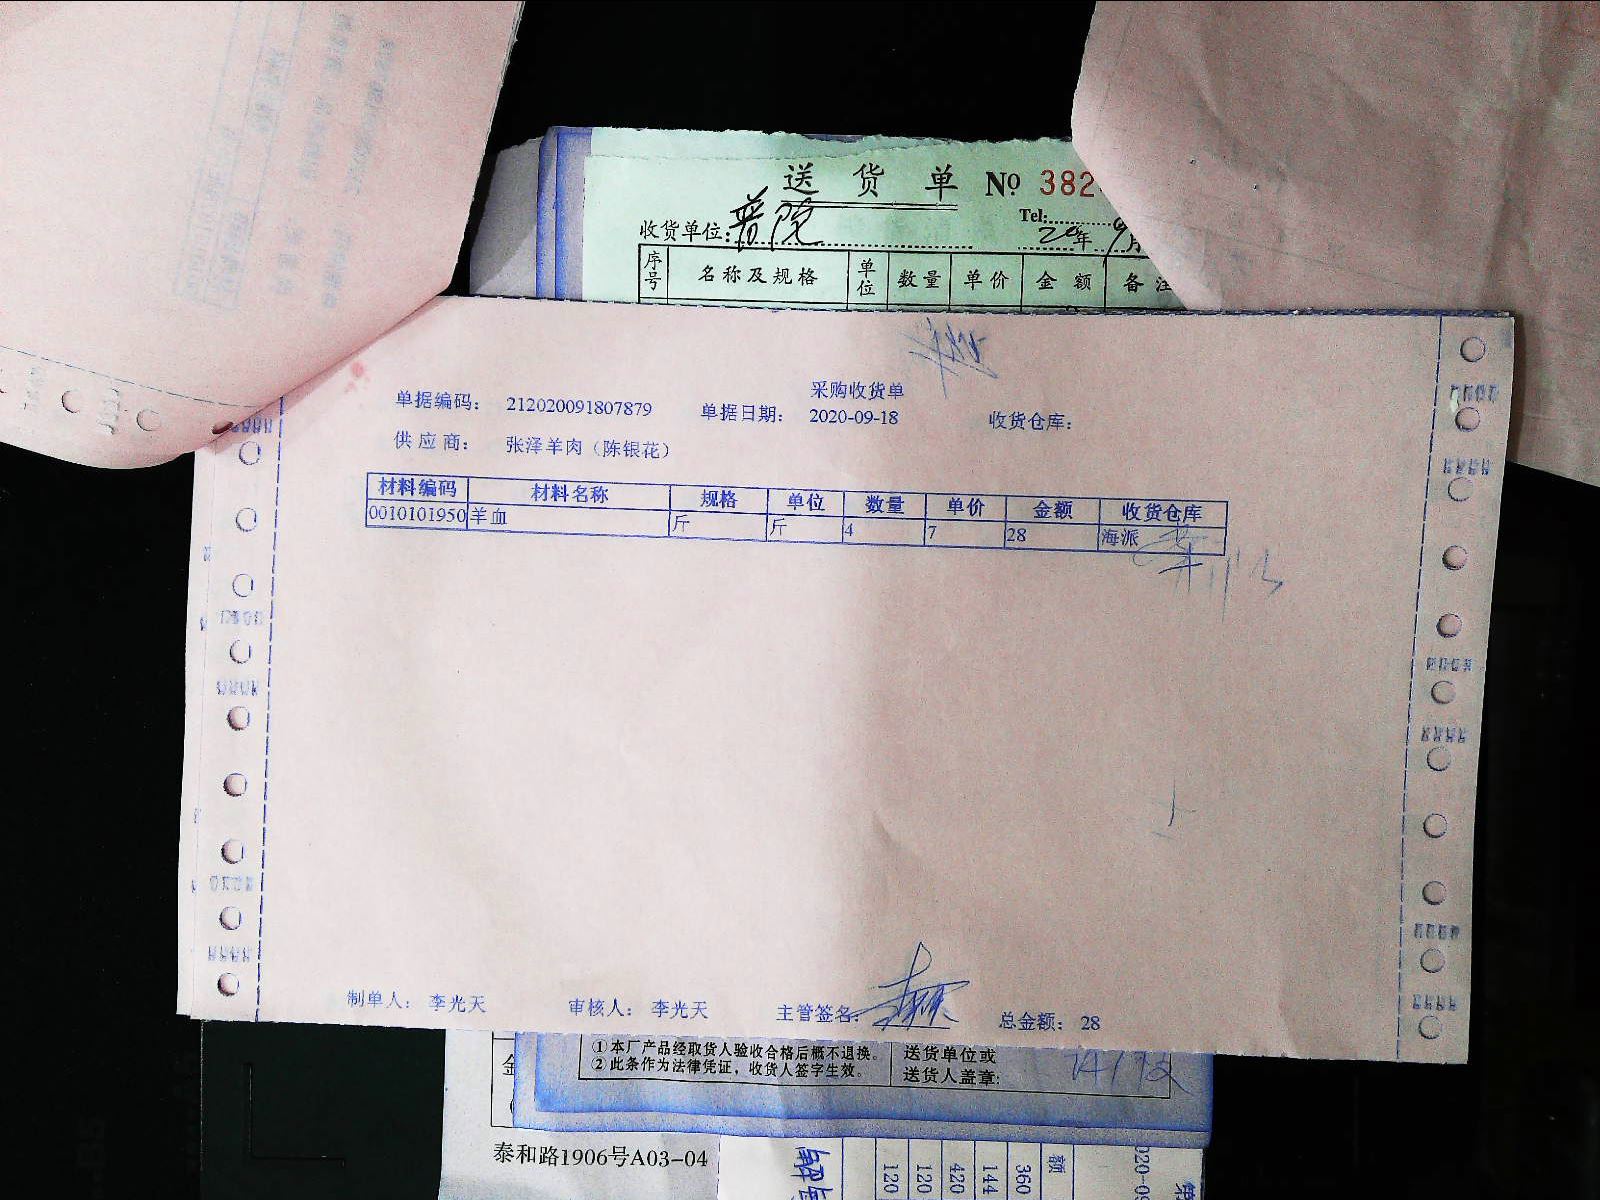 送货单 № 382
Tel:
收货单位: 普院 20年9月
序号 名称及规格 单位 数量 单价 金额 备注
采购收货单
单据编码: 212020091807879 单据日期: 2020-09-18 收货仓库:
供应商: 张泽羊肉（陈银花）
材料编码 材料名称 规格 单位 数量 单价 金额 收货仓库
0010101950 羊血 斤 斤 4 7 28 海派
制单人: 李光天 审核人: 李光天 主管签名: 总金额: 28
①本厂产品经取货人验收合格后概不退换。 送货单位或
②此条作为法律凭证，收货人签字生效。 送货人盖章:
金
泰和路1906号A03-04
120
120
420
144
360
额